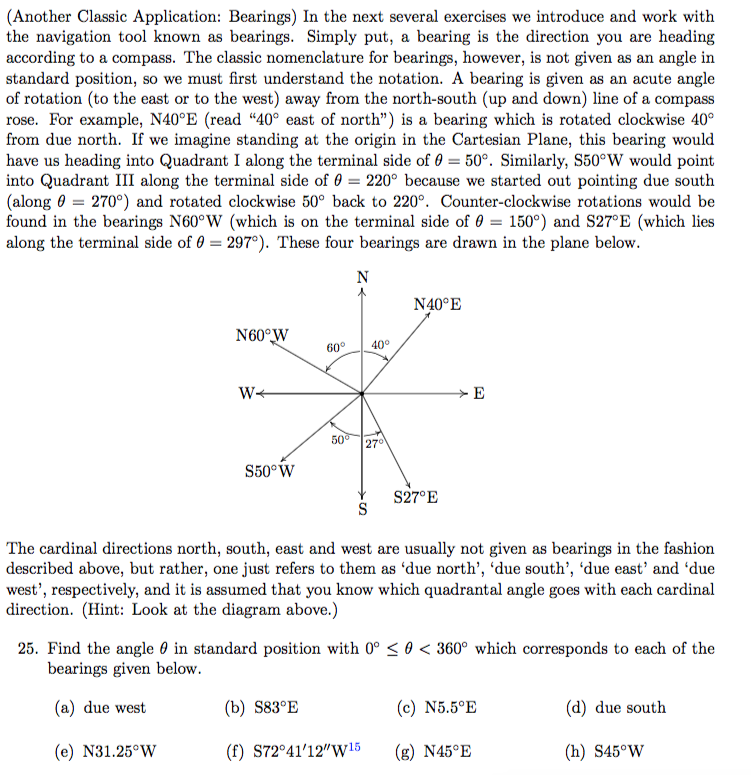 (Another Classic Application: Bearings) In the next several exercises we introduce and work with
the navigation tool known as bearings. Simply put, a bearing is the direction you are heading
according to a compass. The classic nomenclature for bearings, however, is not given as an angle in
standard position, so we must first understand the notation. A bearing is given as an acute angle
of rotation (to the east or to the west) away from the north-south (up and down) line of a compass
rose. For example, N40°E (read “40° east of north”) is a bearing which is rotated clockwise 40°
from due north. If we imagine standing at the origin in the Cartesian Plane, this bearing would
have us heading into Quadrant I along the terminal side of θ = 50°. Similarly, S50°W would point
into Quadrant III along the terminal side of θ = 220° because we started out pointing due south
(along θ = 270°) and rotated clockwise 50° back to 220°. Counter-clockwise rotations would be
found in the bearings N60°W (which is on the terminal side of θ = 150°) and S27°E (which lies
along the terminal side of θ = 297°). These four bearings are drawn in the plane below.
N
N40°E
N60°W
60° 40°
W E
50° 27°
S50°W
S27°E
S
The cardinal directions north, south, east and west are usually not given as bearings in the fashion
described above, but rather, one just refers to them as ‘due north’, ‘due south’, ‘due east’ and ‘due
west’, respectively, and it is assumed that you know which quadrantal angle goes with each cardinal
direction. (Hint: Look at the diagram above.)
25. Find the angle θ in standard position with 0° ≤ θ < 360° which corresponds to each of the
bearings given below.
(a) due west (b) S83°E (c) N5.5°E (d) due south
(e) N31.25°W (f) S72°41′12″W¹⁵ (g) N45°E (h) S45°W